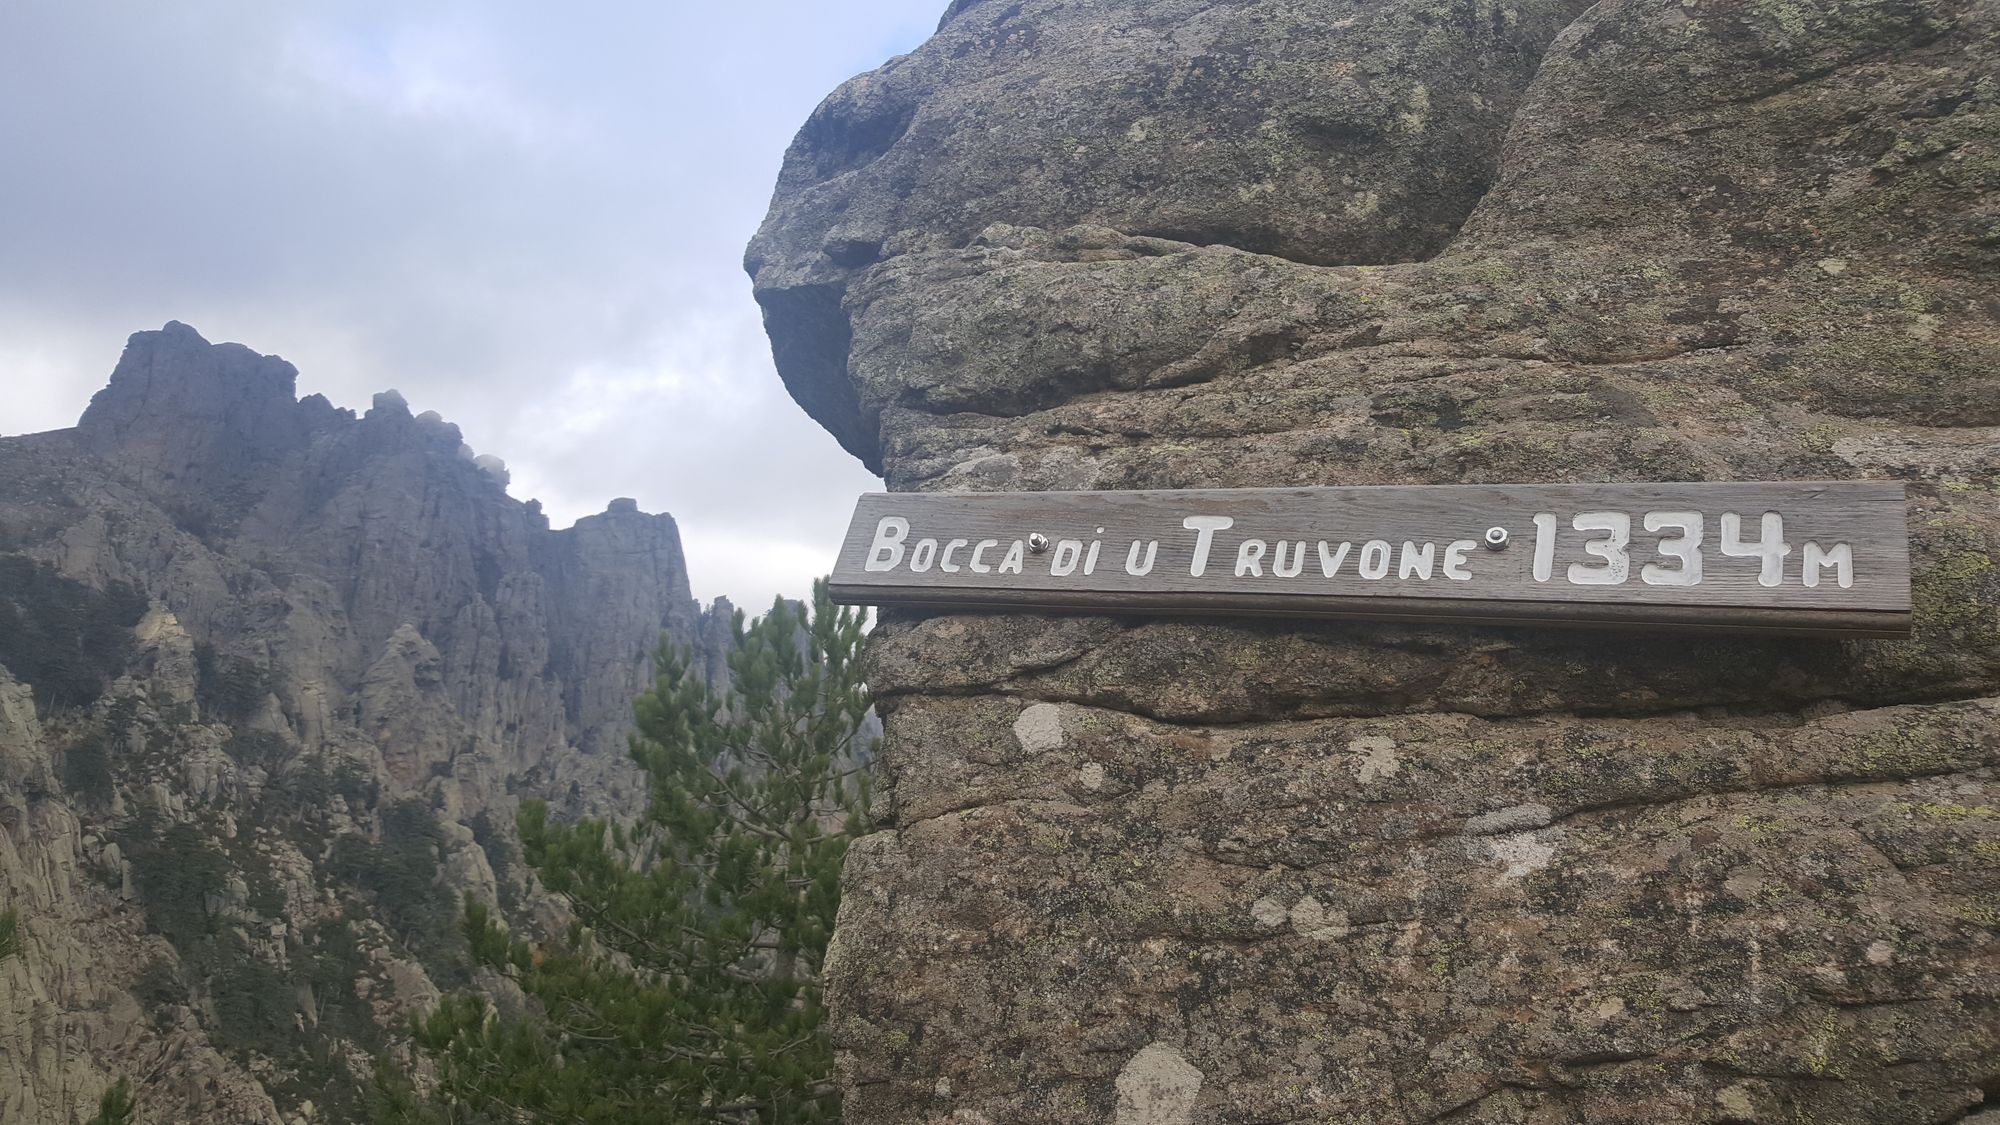 BOCCA Di U TRUVONE 1334M